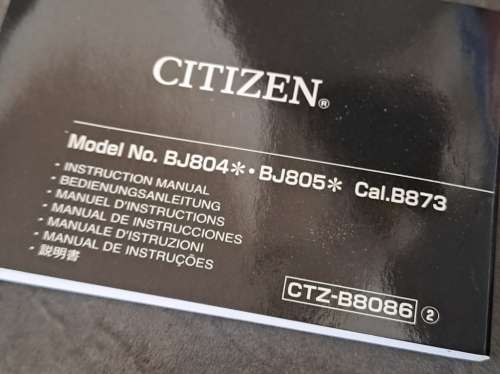 CITIZEN®
Model No. BJ804＊・BJ805＊ Cal.B873
・INSTRUCTION MANUAL
・BEDIENUNGSANLEITUNG
・MANUEL D'INSTRUCTIONS
・MANUAL DE INSTRUCCIONES
・MANUALE D'ISTRUZIONI
・MANUAL DE INSTRUÇÕES
・説明書
CTZ-B8086 ②